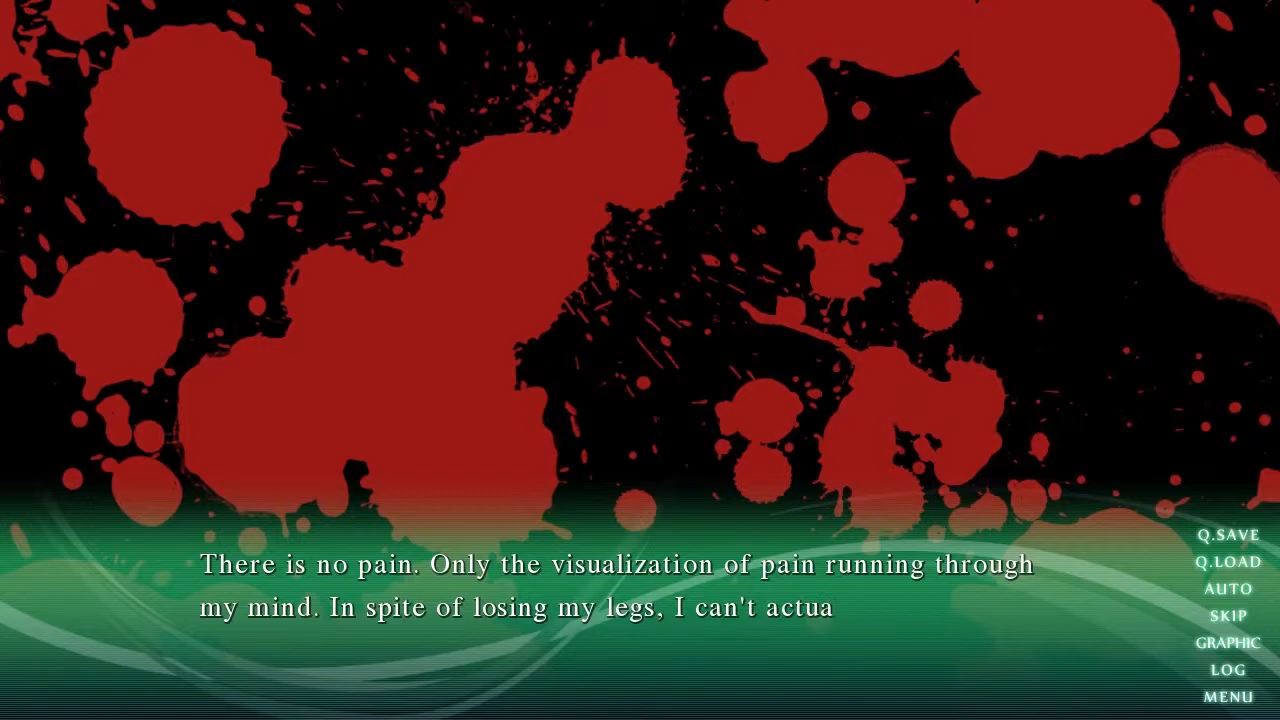 There is no pain. Only the visualization of pain running through
my mind. In spite of losing my legs, I can't actua
Q.SAVE
Q.LOAD
AUTO
SKIP
GRAPHIC
LOG
MENU